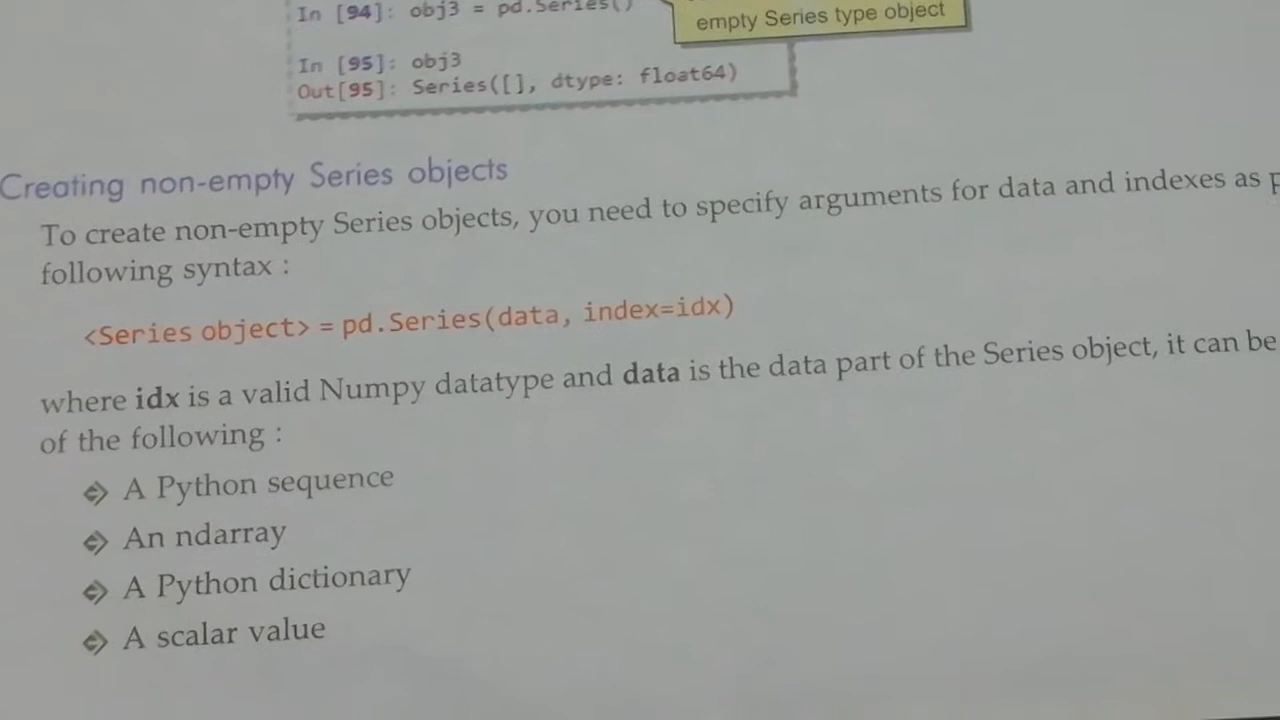 In [94]: obj3 = pd.Series()
empty Series type object
In [95]: obj3
Out[95]: Series([], dtype: float64)
Creating non-empty Series objects
To create non-empty Series objects, you need to specify arguments for data and indexes as
following syntax :
<Series object> = pd.Series(data, index=idx)
where idx is a valid Numpy datatype and data is the data part of the Series object, it can be
of the following :
A Python sequence
An ndarray
A Python dictionary
A scalar value